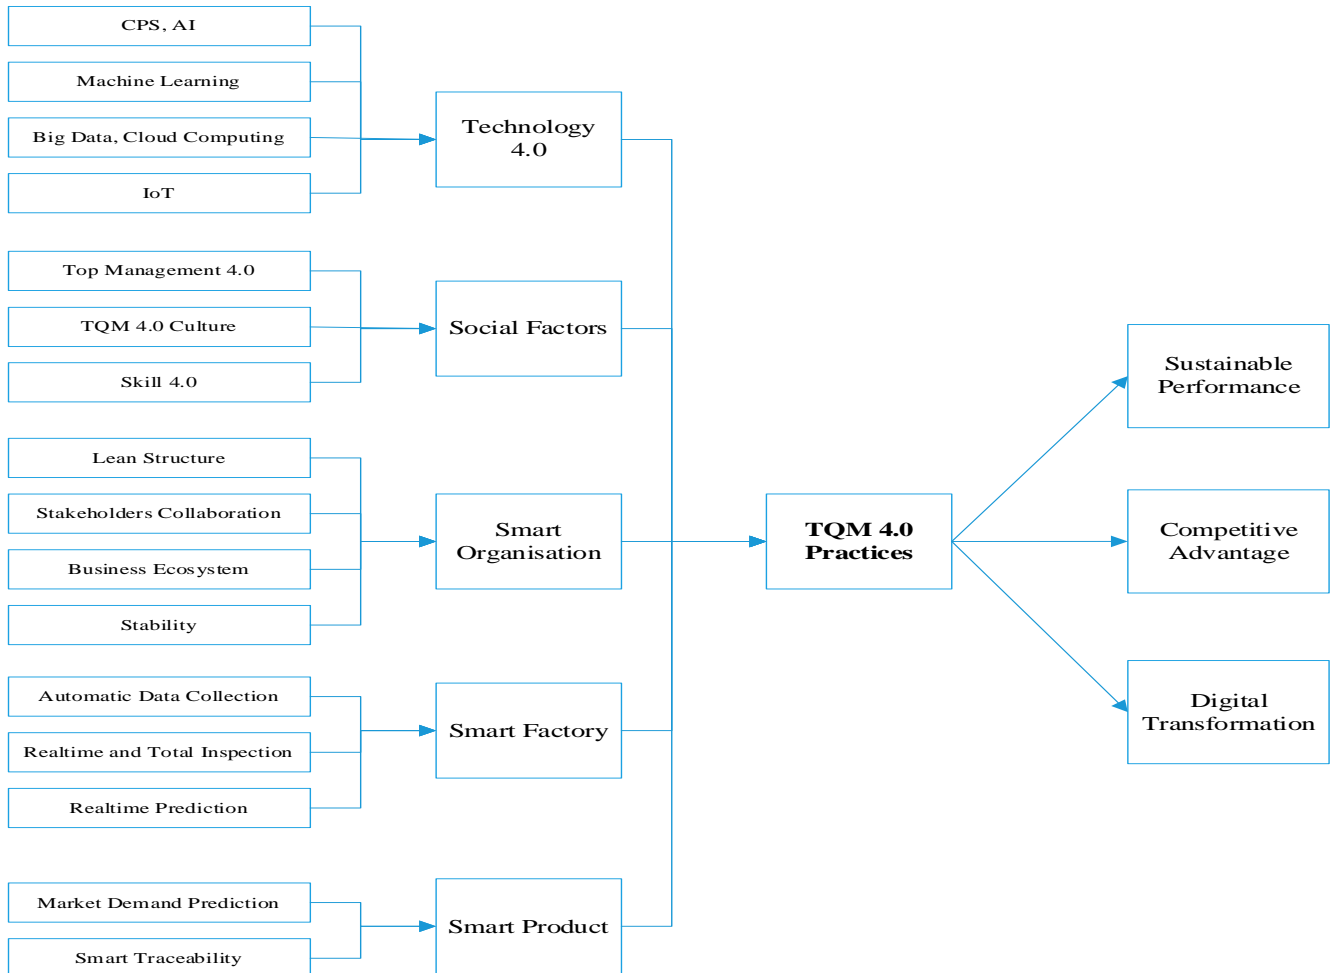 CPS, AI
Machine Learning
Big Data, Cloud Computing
IoT
Technology
4.0
Top Management 4.0
TQM 4.0 Culture
Skill 4.0
Social Factors
Lean Structure
Stakeholders Collaboration
Business Ecosystem
Stability
Smart
Organisation
Automatic Data Collection
Realtime and Total Inspection
Realtime Prediction
Smart Factory
Market Demand Prediction
Smart Traceability
Smart Product
TQM 4.0
Practices
Sustainable
Performance
Competitive
Advantage
Digital
Transformation